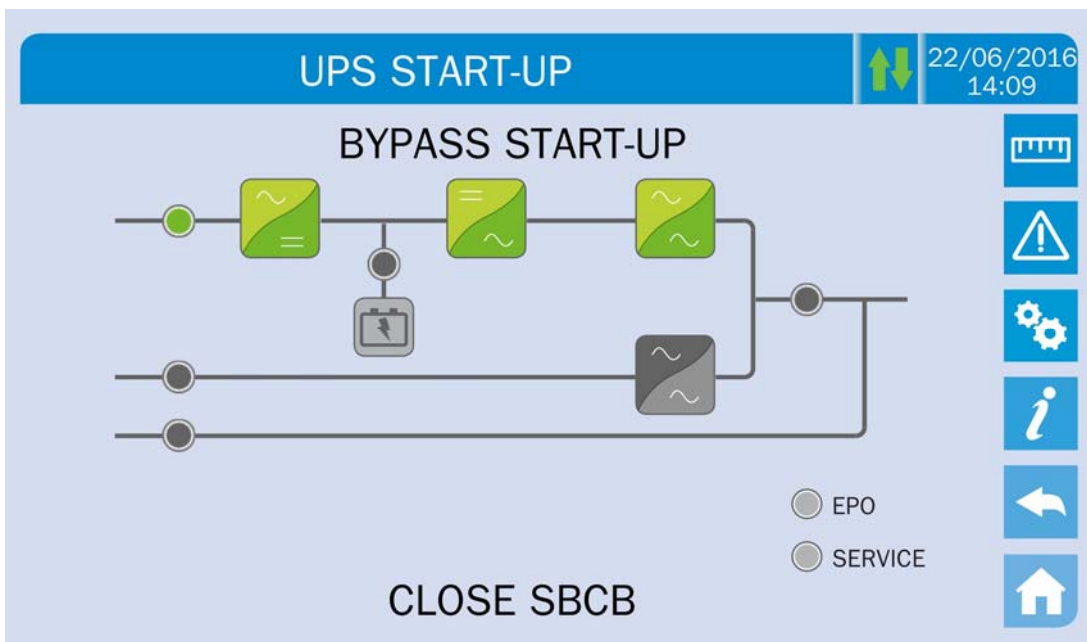 UPS START-UP
22/06/2016
14:09
BYPASS START-UP
i
EPO
SERVICE
CLOSE SBCB